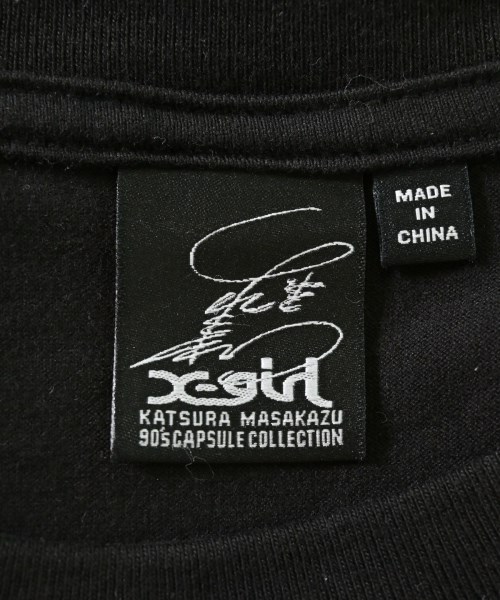 X-girl
KATSURA MASAKAZU
90's CAPSULE COLLECTION
MADE
IN
CHINA